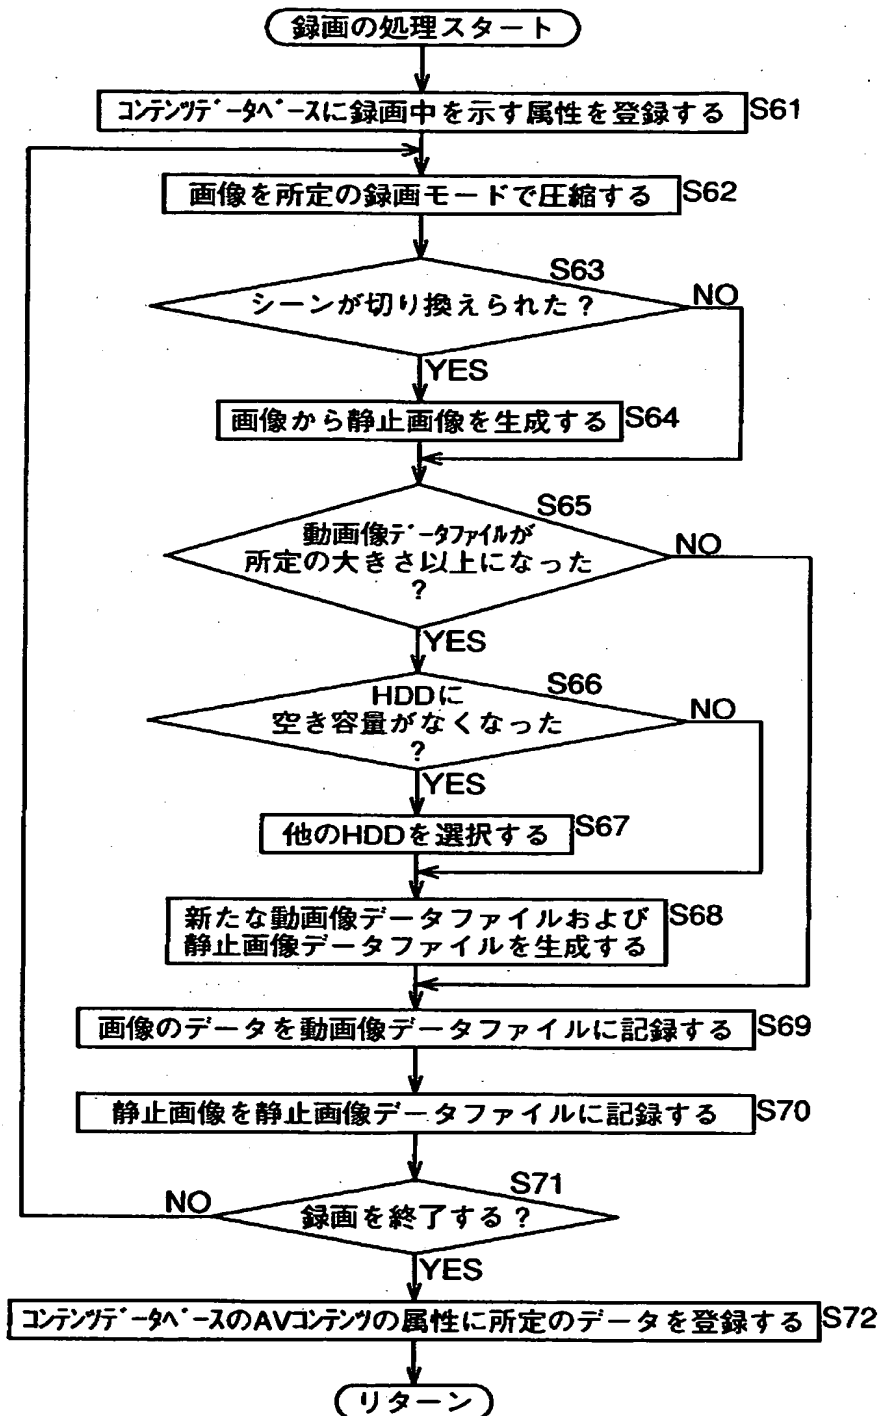 録画の処理スタート
コンテンツデータベースに録画中を示す属性を登録する S61
画像を所定の録画モードで圧縮する S62
S63
シーンが切り換えられた？ NO
YES
画像から静止画像を生成する S64
S65
動画像データファイルが
所定の大きさ以上になった NO
？
YES
S66
HDDに
空き容量がなくなった NO
？
YES
他のHDDを選択する S67
新たな動画像データファイルおよび S68
静止画像データファイルを生成する
画像のデータを動画像データファイルに記録する S69
静止画像を静止画像データファイルに記録する S70
S71
NO 録画を終了する？
YES
コンテンツデータベースのAVコンテンツの属性に所定のデータを登録する S72
リターン